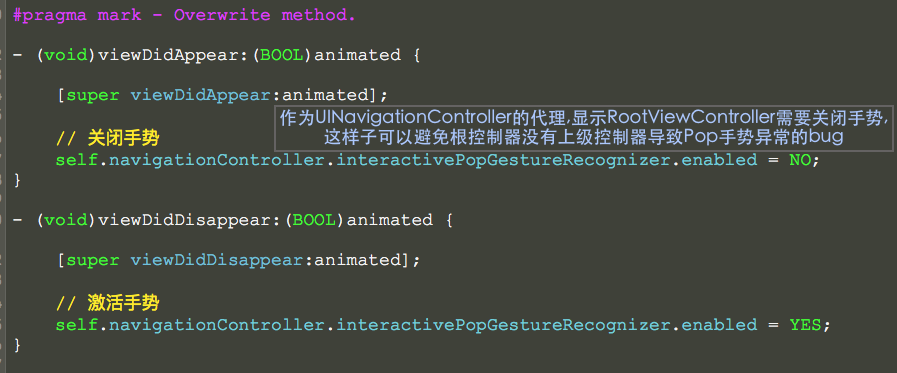 #pragma mark - Overwrite method.
- (void)viewDidAppear:(BOOL)animated {
[super viewDidAppear:animated];
作为UINavigationController的代理,显示RootViewController需要关闭手势,
这样子可以避免根控制器没有上级控制器导致Pop手势异常的bug
// 关闭手势
self.navigationController.interactivePopGestureRecognizer.enabled = NO;
}
- (void)viewDidDisappear:(BOOL)animated {
[super viewDidDisappear:animated];
// 激活手势
self.navigationController.interactivePopGestureRecognizer.enabled = YES;
}